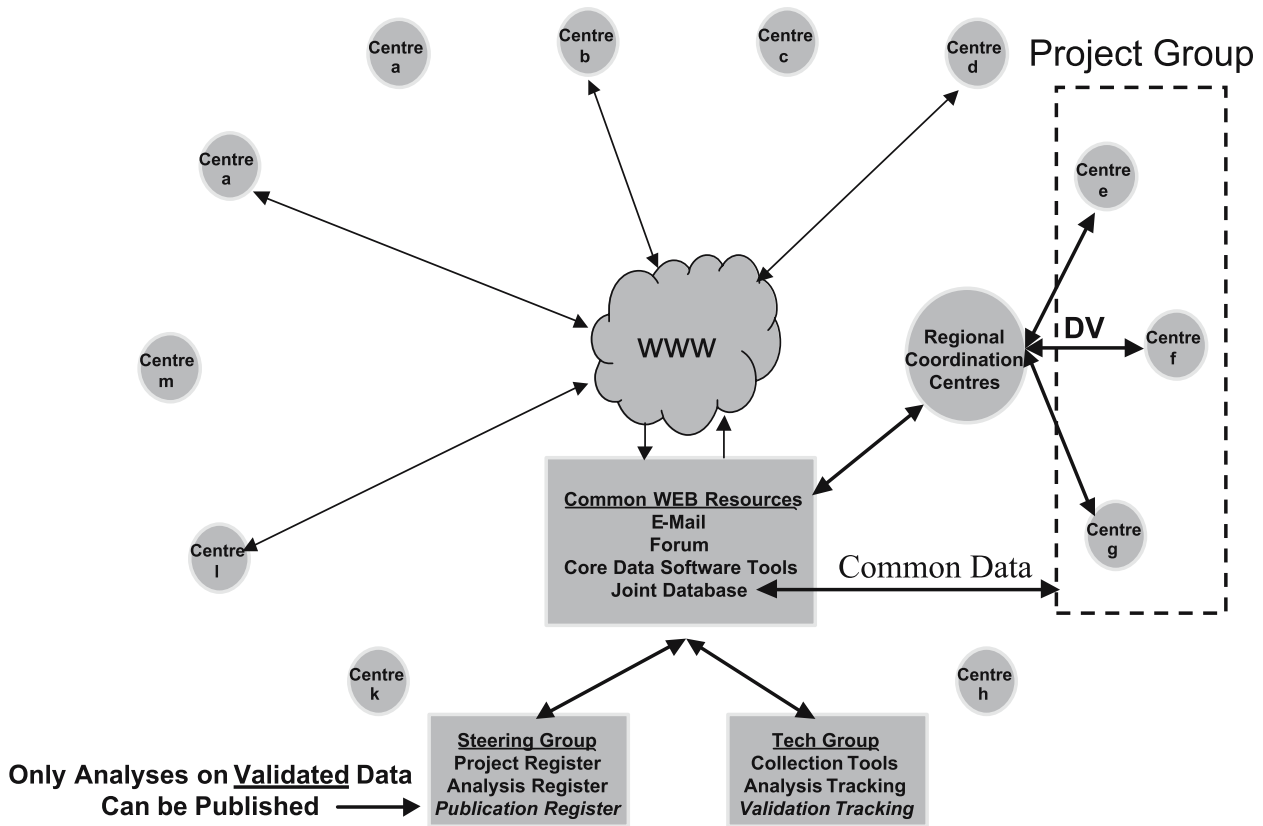 Centre
a
Centre
b
Centre
c
Centre
d
Project Group
Centre
a
Centre
e
www
Regional
Coordination
Centres
DV
Centre
f
Centre
m
Common WEB Resources
E-Mail
Forum
Core Data Software Tools
Joint Database
Common Data
Centre
g
Centre
l
Centre
k
Centre
h
Steering Group
Project Register
Analysis Register
Publication Register
Tech Group
Collection Tools
Analysis Tracking
Validation Tracking
Only Analyses on Validated Data
Can be Published